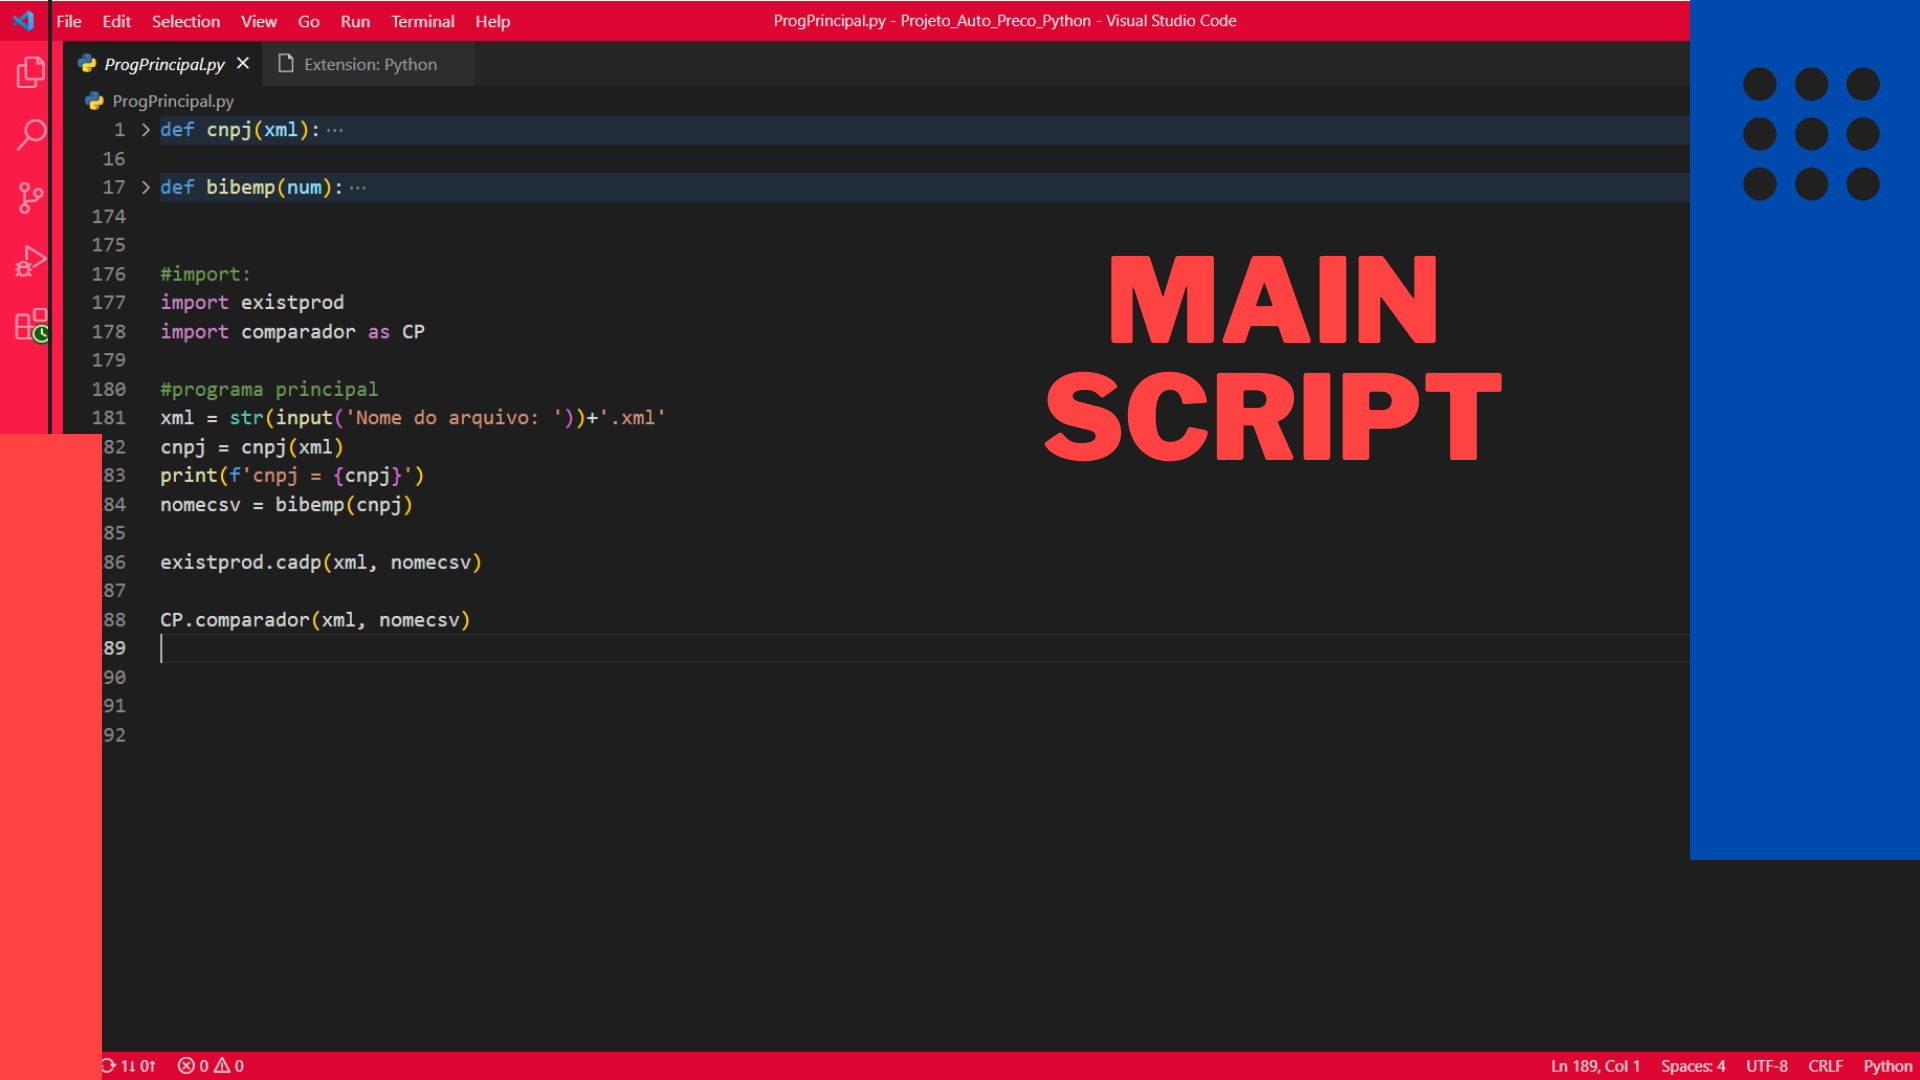 File Edit Selection View Go Run Terminal Help ProgPrincipal.py - Projeto_Auto_Preco_Python - Visual Studio Code
ProgPrincipal.py Extension: Python
ProgPrincipal.py
1 def cnpj(xml):···
16
17 def bibemp(num):···
174
175
176 #import:
177 import existprod
178 import comparador as CP
179
180 #programa principal
181 xml = str(input('Nome do arquivo: '))+'.xml'
82 cnpj = cnpj(xml)
83 print(f'cnpj = {cnpj}')
84 nomecsv = bibemp(cnpj)
85
86 existprod.cadp(xml, nomecsv)
87
88 CP.comparador(xml, nomecsv)
89
90
91
92
MAIN
SCRIPT
1↓ 0↑ 0 0 Ln 189, Col 1 Spaces: 4 UTF-8 CRLF Python